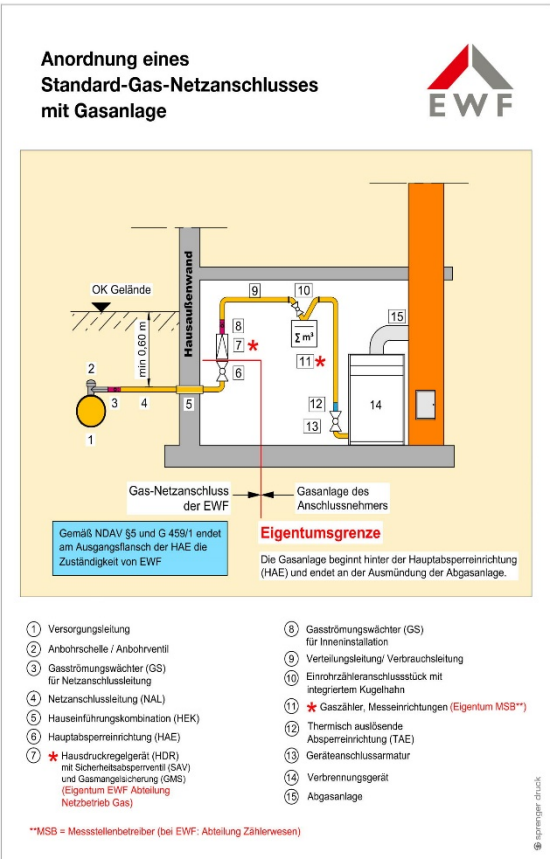 Anordnung eines
Standard-Gas-Netzanschlusses
mit Gasanlage
EWF
OK Gelände
min 0,60 m
Hausaußenwand
1
2
3
4
5
6
7 *
8
9
10
Σ m³
11 *
12
13
14
15
Gas-Netzanschluss
der EWF
Gasanlage des
Anschlussnehmers
Gemäß NDAV §5 und G 459/1 endet
am Ausgangsflansch der HAE die
Zuständigkeit von EWF
Eigentumsgrenze
Die Gasanlage beginnt hinter der Hauptabsperreinrichtung
(HAE) und endet an der Ausmündung der Abgasanlage.
1 Versorgungsleitung
2 Anbohrschelle / Anbohrventil
3 Gasströmungswächter (GS)
für Netzanschlussleitung
4 Netzanschlussleitung (NAL)
5 Hauseinführungskombination (HEK)
6 Hauptabsperreinrichtung (HAE)
7 * Hausdruckregelgerät (HDR)
mit Sicherheitsabsperrventil (SAV)
und Gasmangelsicherung (GMS)
(Eigentum EWF Abteilung
Netzbetrieb Gas)
8 Gasströmungswächter (GS)
für Inneninstallation
9 Verteilungsleitung/ Verbrauchsleitung
10 Einrohrzähleranschlussstück mit
integriertem Kugelhahn
11 * Gaszähler, Messeinrichtungen (Eigentum MSB**)
12 Thermisch auslösende
Absperreinrichtung (TAE)
13 Geräteanschlussarmatur
14 Verbrennungsgerät
15 Abgasanlage
**MSB = Messstellenbetreiber (bei EWF: Abteilung Zählerwesen)
sprenger druck